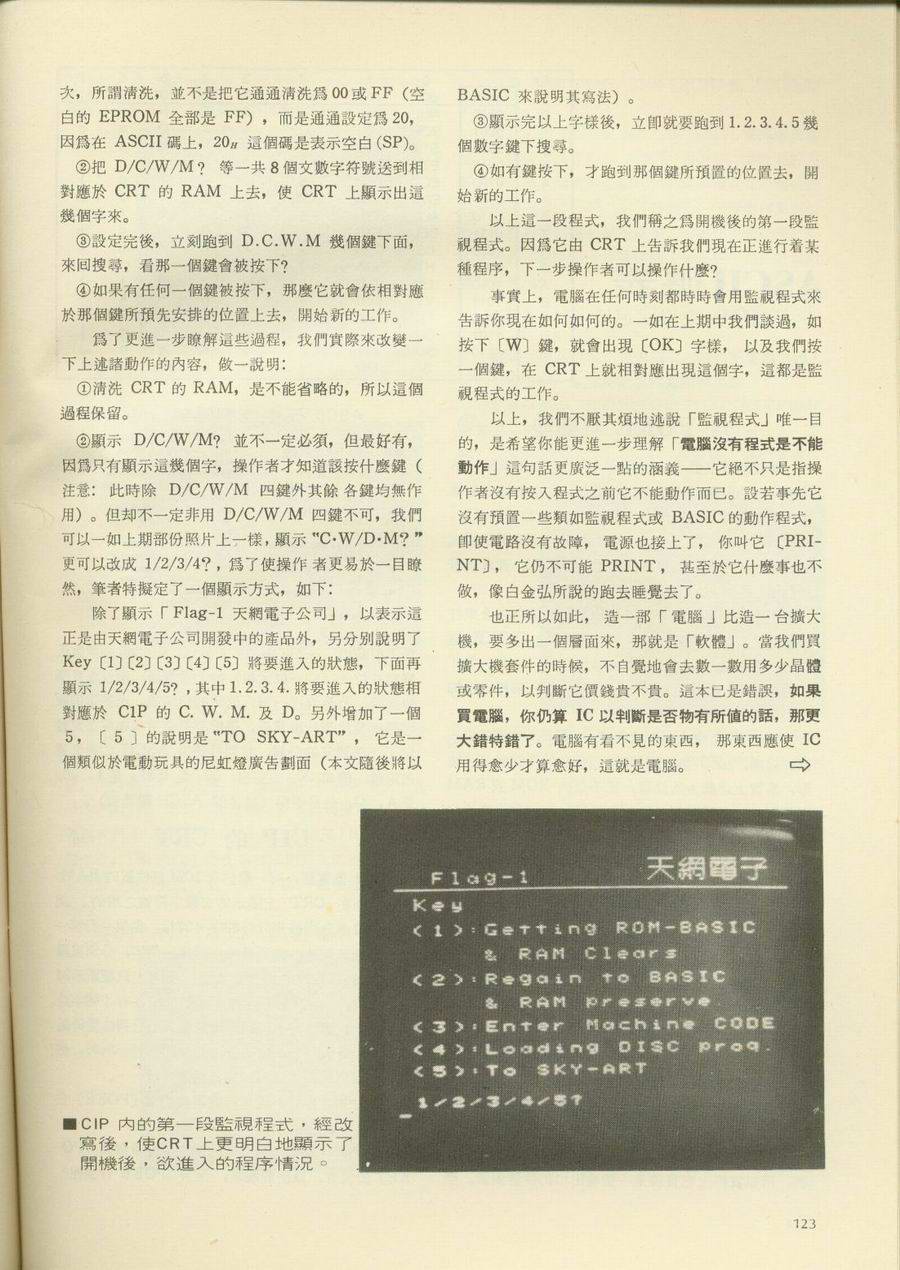 次，所謂清洗，並不是把它通通清洗爲 00 或 FF（空
白的 EPROM 全部是 FF），而是通通設定爲 20，
因爲在 ASCII 碼上，20H 這個碼是表示空白(SP)。
②把 D/C/W/M？ 等一共 8 個文數字符號送到相
對應於 CRT 的 RAM 上去，使 CRT 上顯示出這
幾個字來。
③設定完後，立刻跑到 D.C.W.M 幾個鍵下面，
來回搜尋，看那一個鍵會被按下？
④如果有任何一個鍵被按下，那麼它就會依相對應
於那個鍵所預先安排的位置上去，開始新的工作。
爲了更進一步瞭解這些過程，我們實際來改變一
下上述諸動作的內容，做一說明：
①清洗 CRT 的 RAM，是不能省略的，所以這個
過程保留。
②顯示 D/C/W/M? 並不一定必須，但最好有，
因爲只有顯示這幾個字，操作者才知道該按什麼鍵（
注意： 此時除 D/C/W/M 四鍵外其餘 各鍵均無作
用）。但却不一定非用 D/C/W/M 四鍵不可，我們
可以一如上期部份照片上一樣，顯示 "C·W/D·M？"
更可以改成 1/2/3/4？，爲了使操作 者更易於一目瞭
然，筆者特擬定了一個顯示方式，如下：
除了顯示「 Flag-1 天網電子公司」，以表示這
正是由天網電子公司開發中的產品外，另分別說明了
Key〔1〕〔2〕〔3〕〔4〕〔5〕將要進入的狀態，下面再
顯示 1/2/3/4/5? ，其中 1.2.3.4. 將要進入的狀態相
對應於 C1P 的 C. W. M. 及 D。另外增加了一個
5，〔 5 〕的說明是 "TO SKY-ART"， 它是一
個類似於電動玩具的尼虹燈廣告劃面（本文隨後將以
BASIC 來說明其寫法）。
③顯示完以上字樣後，立卽就要跑到 1.2.3.4.5 幾
個數字鍵下搜尋。
④如有鍵按下，才跑到那個鍵所預置的位置去，開
始新的工作。
以上這一段程式，我們稱之爲開機後的第一段監
視程式。因爲它由 CRT 上告訴我們現在正進行着某
種程序，下一步操作者可以操作什麼？
事實上，電腦在任何時刻都時時會用監視程式來
告訴你現在如何如何的。一如在上期中我們談過，如
按下〔W〕鍵，就會出現〔OK〕字樣， 以及我們按
一個鍵，在 CRT 上就相對應出現這個字，這都是監
視程式的工作。
以上，我們不厭其煩地述說「監視程式」唯一目
的，是希望你能更進一步理解「電腦沒有程式是不能
動作」這句話更廣泛一點的涵義——它絕不只是指操
作者沒有按入程式之前它不能動作而已。設若事先它
沒有預置一些類如監視程式或 BASIC 的動作程式，
卽使電路沒有故障， 電源也接上了， 你叫它〔PRI-
NT〕， 它仍不可能 PRINT， 甚至於它什麼事也不
做，像白金弘所說的跑去睡覺去了。
也正所以如此， 造一部「 電腦 」比造一 台擴大
機，要多出一個層面來，那就是「軟體」。當我們買
擴大機套件的時候，不自覺地會去數一數用多少晶體
或零件，以判斷它價錢貴不貴。這本已是錯誤，如果
買電腦，你仍算 IC 以判斷是否物有所值的話，那更
大錯特錯了。電腦有看不見的東西， 那東西應使 IC
用得愈少才算愈好，這就是電腦。 ⇨
Flag-1 天網電子
Key
<1>:Getting ROM-BASIC
& RAM Clears
<2>:Regain to BASIC
& RAM preserve.
<3>:Enter Machine CODE
<4>:Loading DISC prog.
<5>:To SKY-ART
1/2/3/4/5?
■CIP 內的第一段監視程式，經改
寫後，使CRT上更明白地顯示了
開機後，欲進入的程序情況。
123